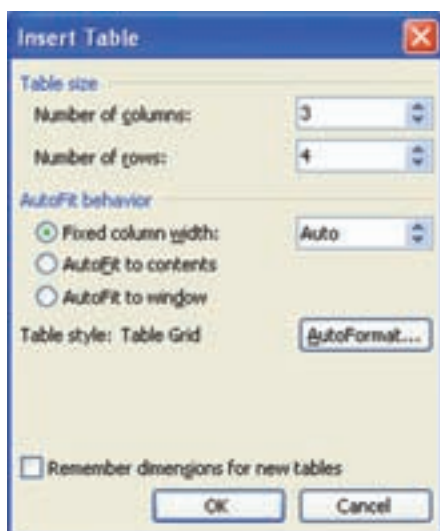 Insert Table
Table size
Number of columns: 3
Number of rows: 4
AutoFit behavior
Fixed column width: Auto
AutoFit to contents
AutoFit to window
Table style: Table Grid AutoFormat...
Remember dimensions for new tables
OK Cancel